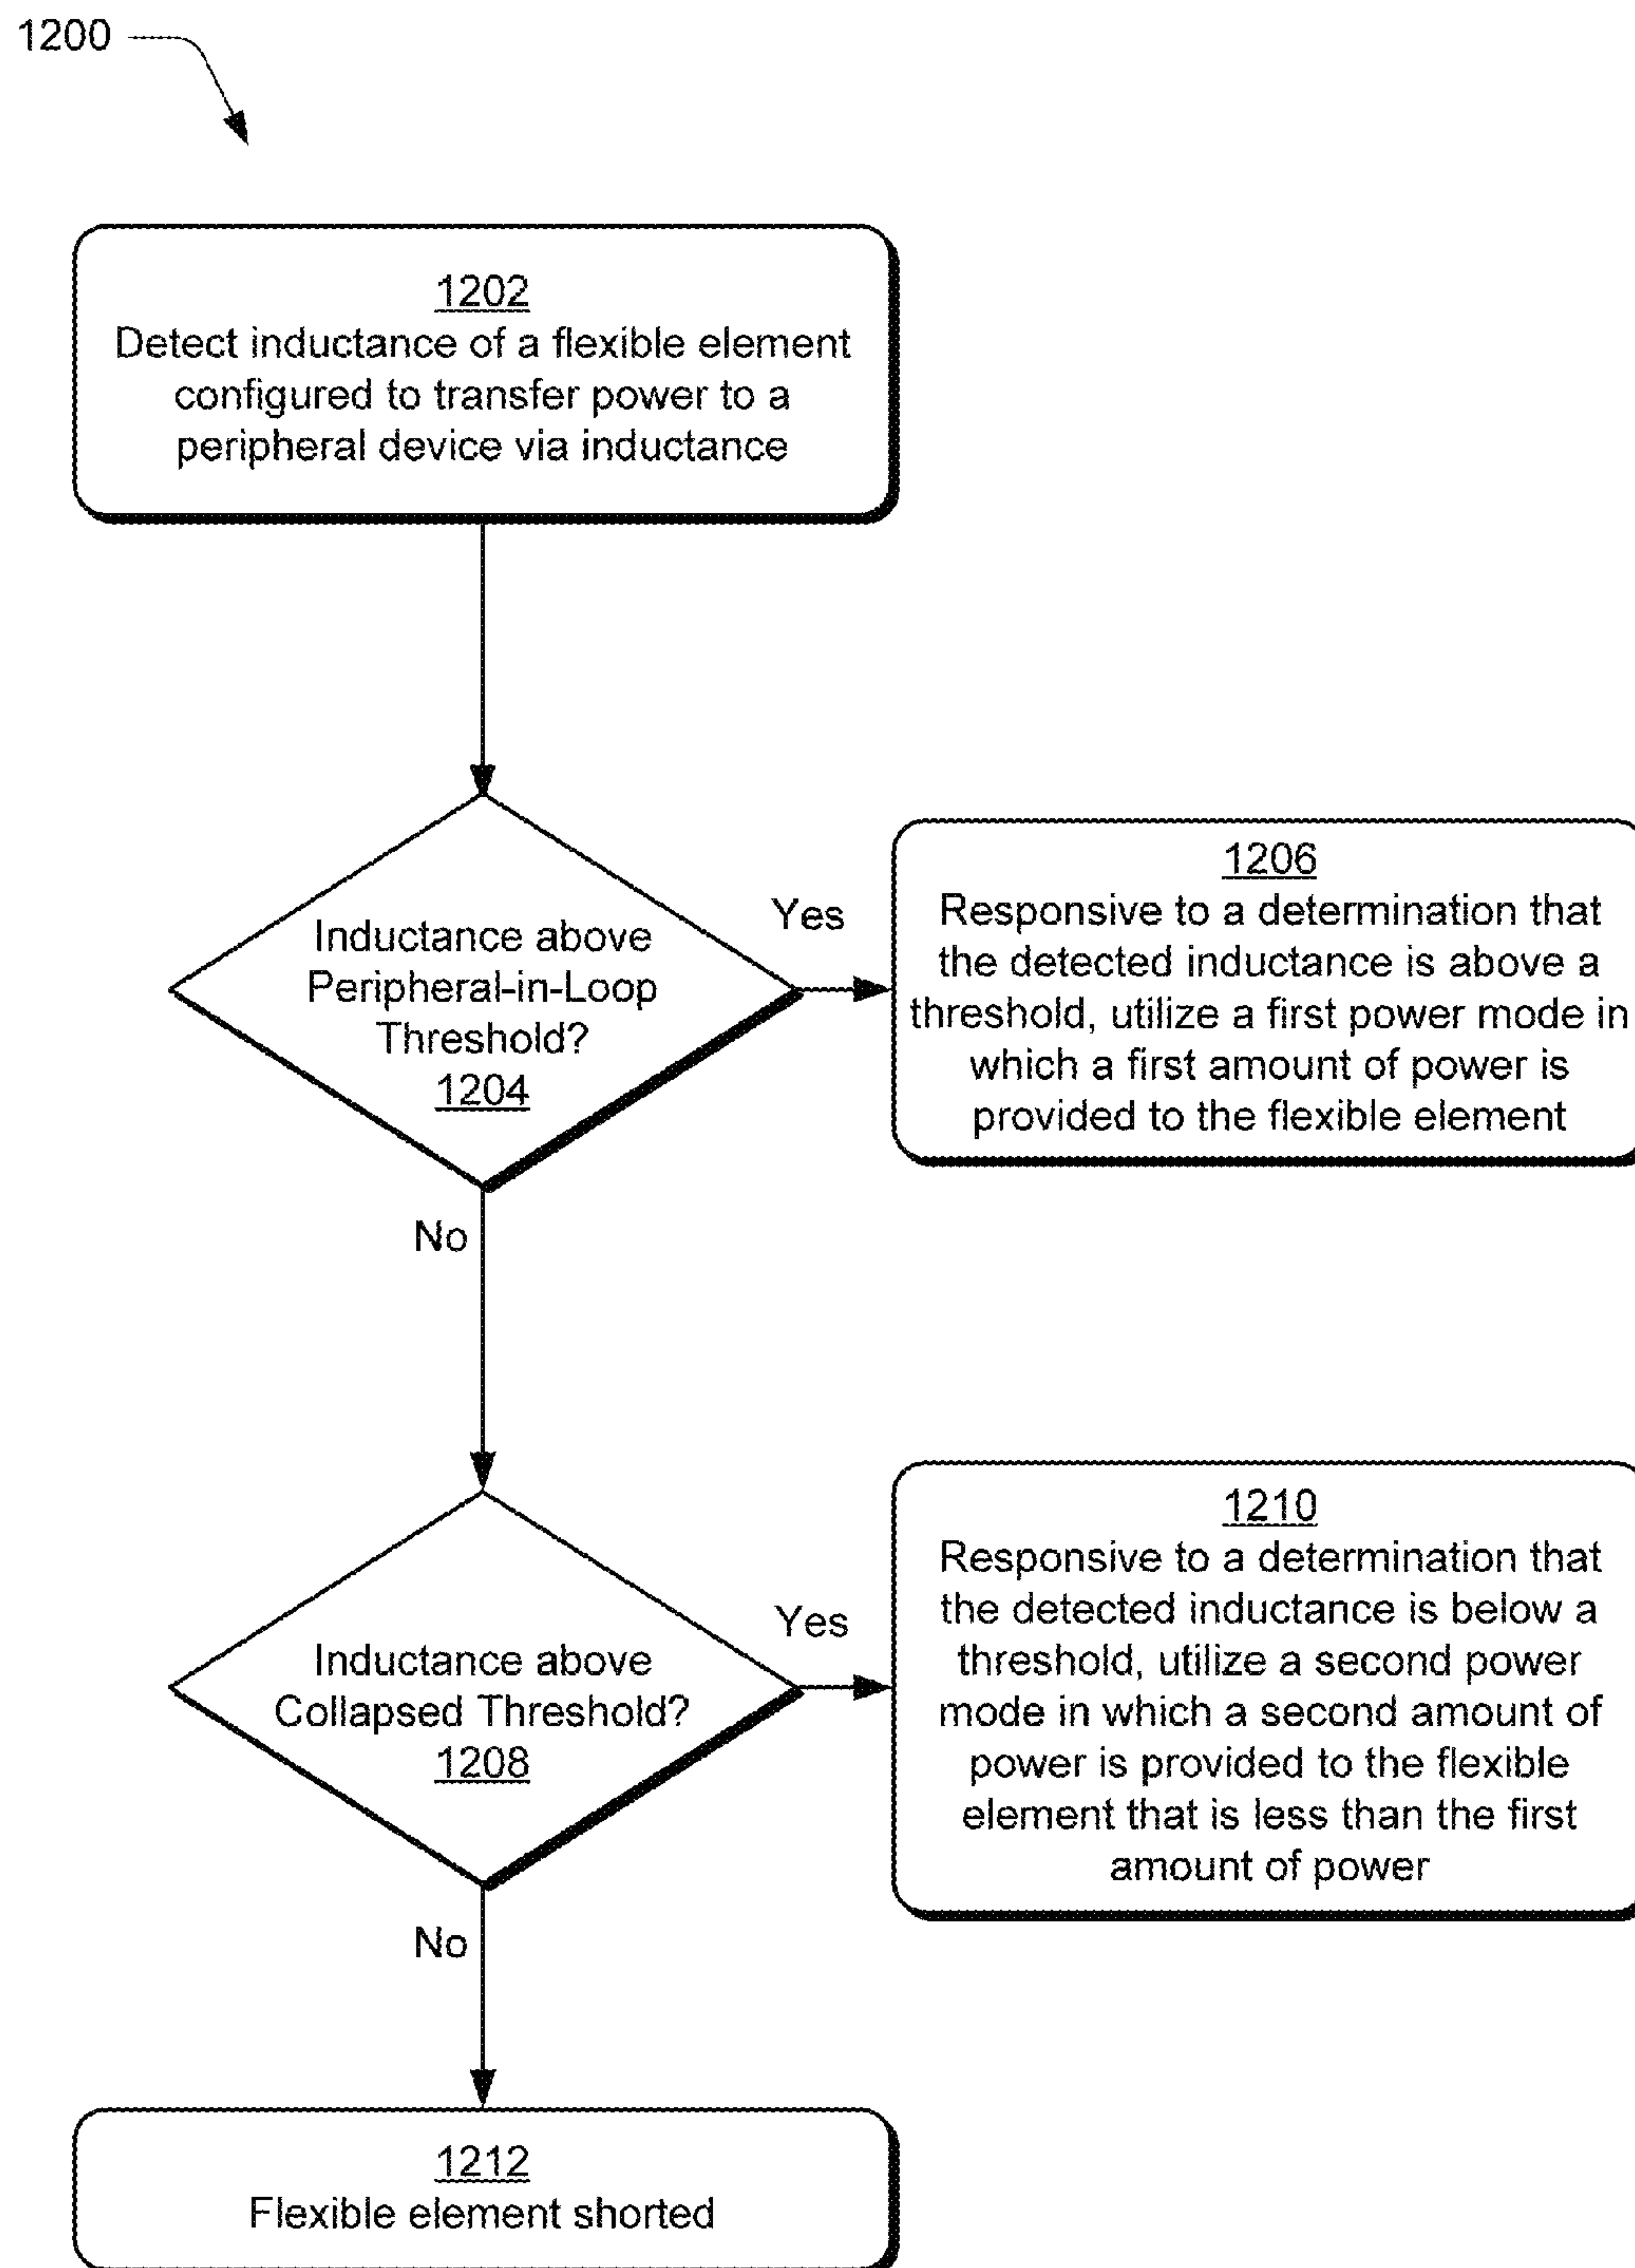 1200
1202
Detect inductance of a flexible element
configured to transfer power to a
peripheral device via inductance
Inductance above
Peripheral-in-Loop
Threshold?
1204
Yes
1206
Responsive to a determination that
the detected inductance is above a
threshold, utilize a first power mode in
which a first amount of power is
provided to the flexible element
No
Inductance above
Collapsed Threshold?
1208
Yes
1210
Responsive to a determination that
the detected inductance is below a
threshold, utilize a second power
mode in which a second amount of
power is provided to the flexible
element that is less than the first
amount of power
No
1212
Flexible element shorted